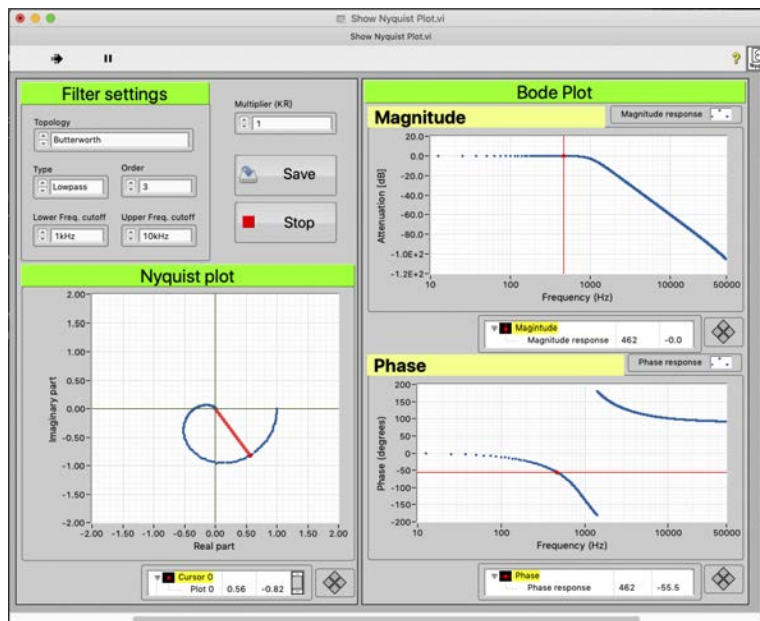 Show Nyquist Plot.vi
Show Nyquist Plot.vi
?
Filter settings
Topology
Butterworth
Type
Order
Lowpass
3
Lower Freq. cutoff
Upper Freq. cutoff
1kHz
10kHz
Multiplier (KR)
1
Save
Stop
Nyquist plot
Imaginary part
2.00
1.50
1.00
0.50
0.00
-0.50
-1.00
-1.50
-2.00
-2.00 -1.50 -1.00 -0.50 0.00 0.50 1.00 1.50 2.00
Real part
Cursor 0
Plot 0 0.56 -0.82
Bode Plot
Magnitude
Magnitude response
Attenuation [dB]
20.0
0.0
-20.0
-40.0
-60.0
-80.0
-1.0E+2
-1.2E+2
10 100 1000 10000 50000
Frequency (Hz)
Magintude
Magnitude response 462 -0.0
Phase
Phase response
Phase (degrees)
200
150
100
50
0
-50
-100
-150
-200
10 100 1000 10000 50000
Frequency (Hz)
Phase
Phase response 462 -55.5